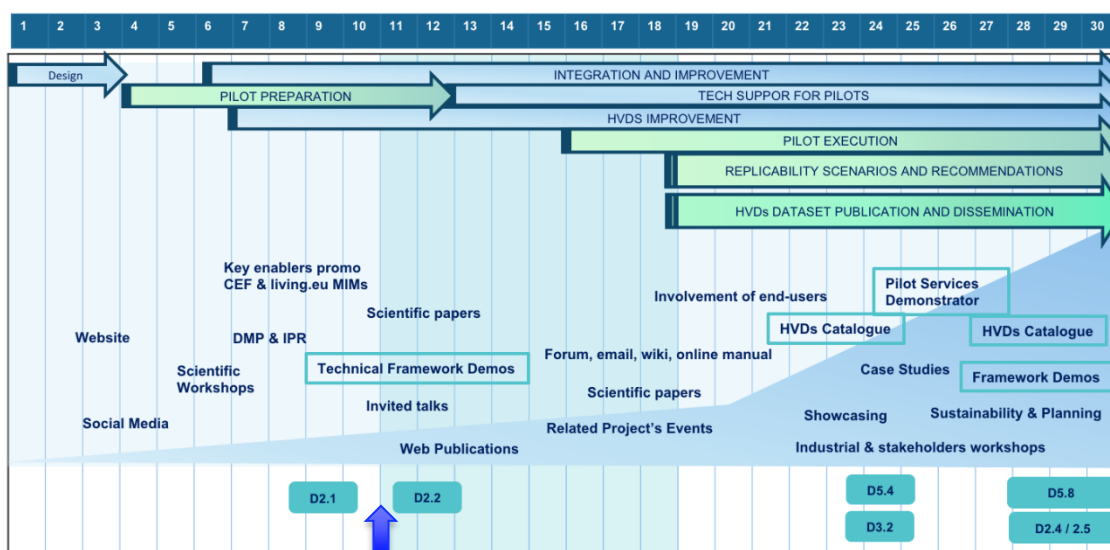 1 2 3 4 5 6 7 8 9 10 11 12 13 14 15 16 17 18 19 20 21 22 23 24 25 26 27 28 29 30
Design
INTEGRATION AND IMPROVEMENT
PILOT PREPARATION
TECH SUPPOR FOR PILOTS
HVDS IMPROVEMENT
PILOT EXECUTION
REPLICABILITY SCENARIOS AND RECOMMENDATIONS
HVDs DATASET PUBLICATION AND DISSEMINATION
Key enablers promo
CEF & living.eu MIMs
Scientific papers
Involvement of end-users
Pilot Services
Demonstrator
Website
DMP & IPR
HVDs Catalogue
HVDs Catalogue
Scientific
Workshops
Technical Framework Demos
Forum, email, wiki, online manual
Case Studies
Framework Demos
Scientific papers
Social Media
Invited talks
Related Project's Events
Showcasing
Sustainability & Planning
Web Publications
Industrial & stakeholders workshops
D2.1
D2.2
D5.4
D5.8
D3.2
D2.4 / 2.5